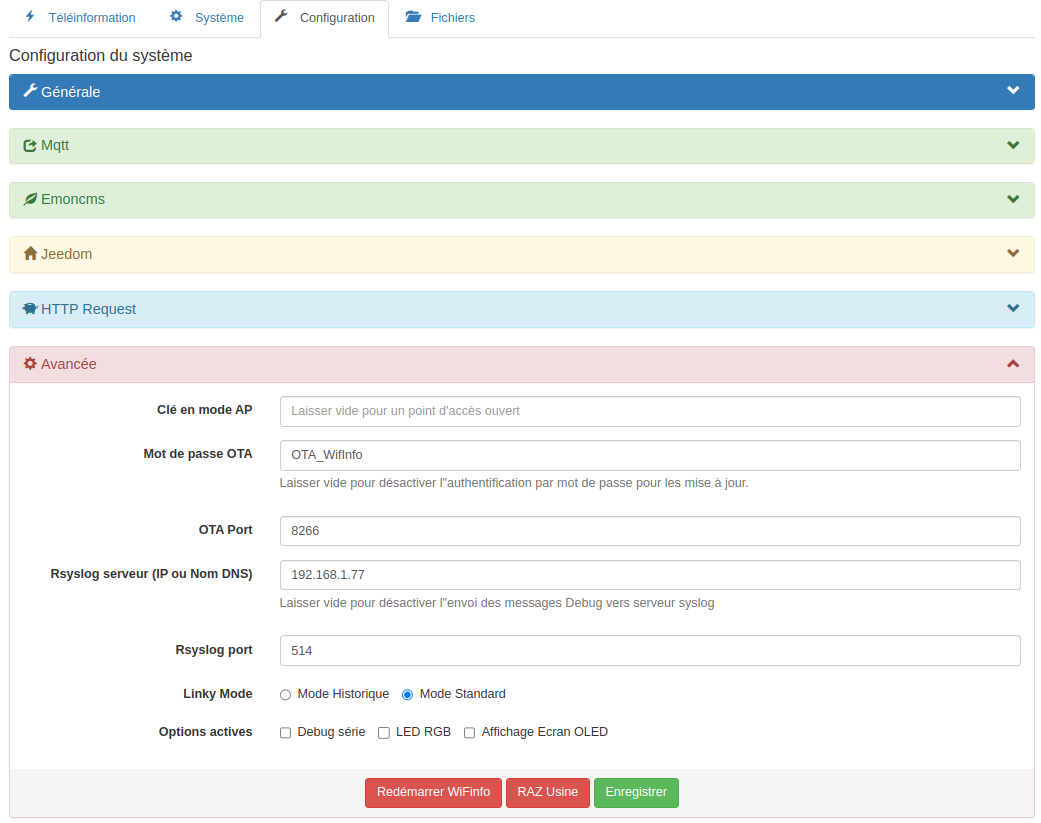 Téléinformation Système Configuration Fichiers
Configuration du système
Générale
Mqtt
Emoncms
Jeedom
HTTP Request
Avancée
Clé en mode AP Laisser vide pour un point d'accès ouvert
Mot de passe OTA OTA_WifInfo
Laisser vide pour désactiver l"authentification par mot de passe pour les mise à jour.
OTA Port 8266
Rsyslog serveur (IP ou Nom DNS) 192.168.1.77
Laisser vide pour désactiver l"envoi des messages Debug vers serveur syslog
Rsyslog port 514
Linky Mode Mode Historique Mode Standard
Options actives Debug série LED RGB Affichage Ecran OLED
Redémarrer WiFinfo RAZ Usine Enregistrer